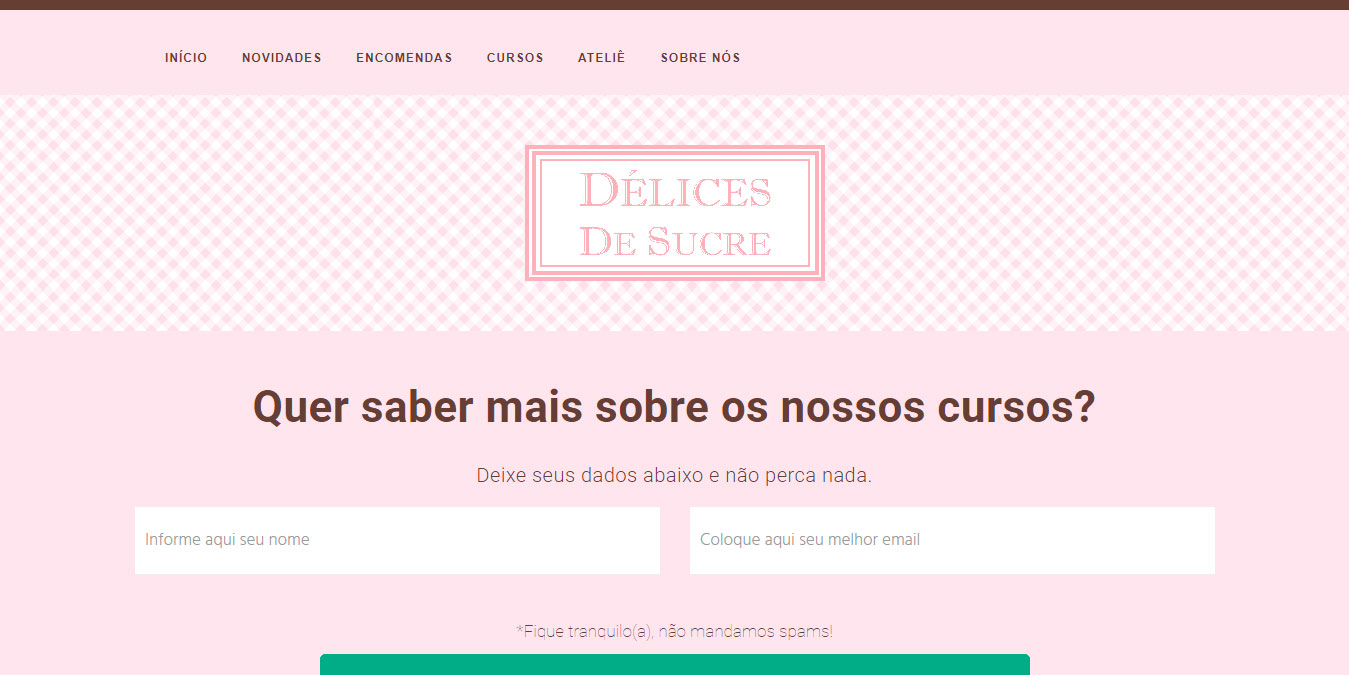 INÍCIO NOVIDADES ENCOMENDAS CURSOS ATELIÊ SOBRE NÓS
DÉLICES
DE SUCRE
Quer saber mais sobre os nossos cursos?
Deixe seus dados abaixo e não perca nada.
Informe aqui seu nome Coloque aqui seu melhor email
*Fique tranquilo(a), não mandamos spams!